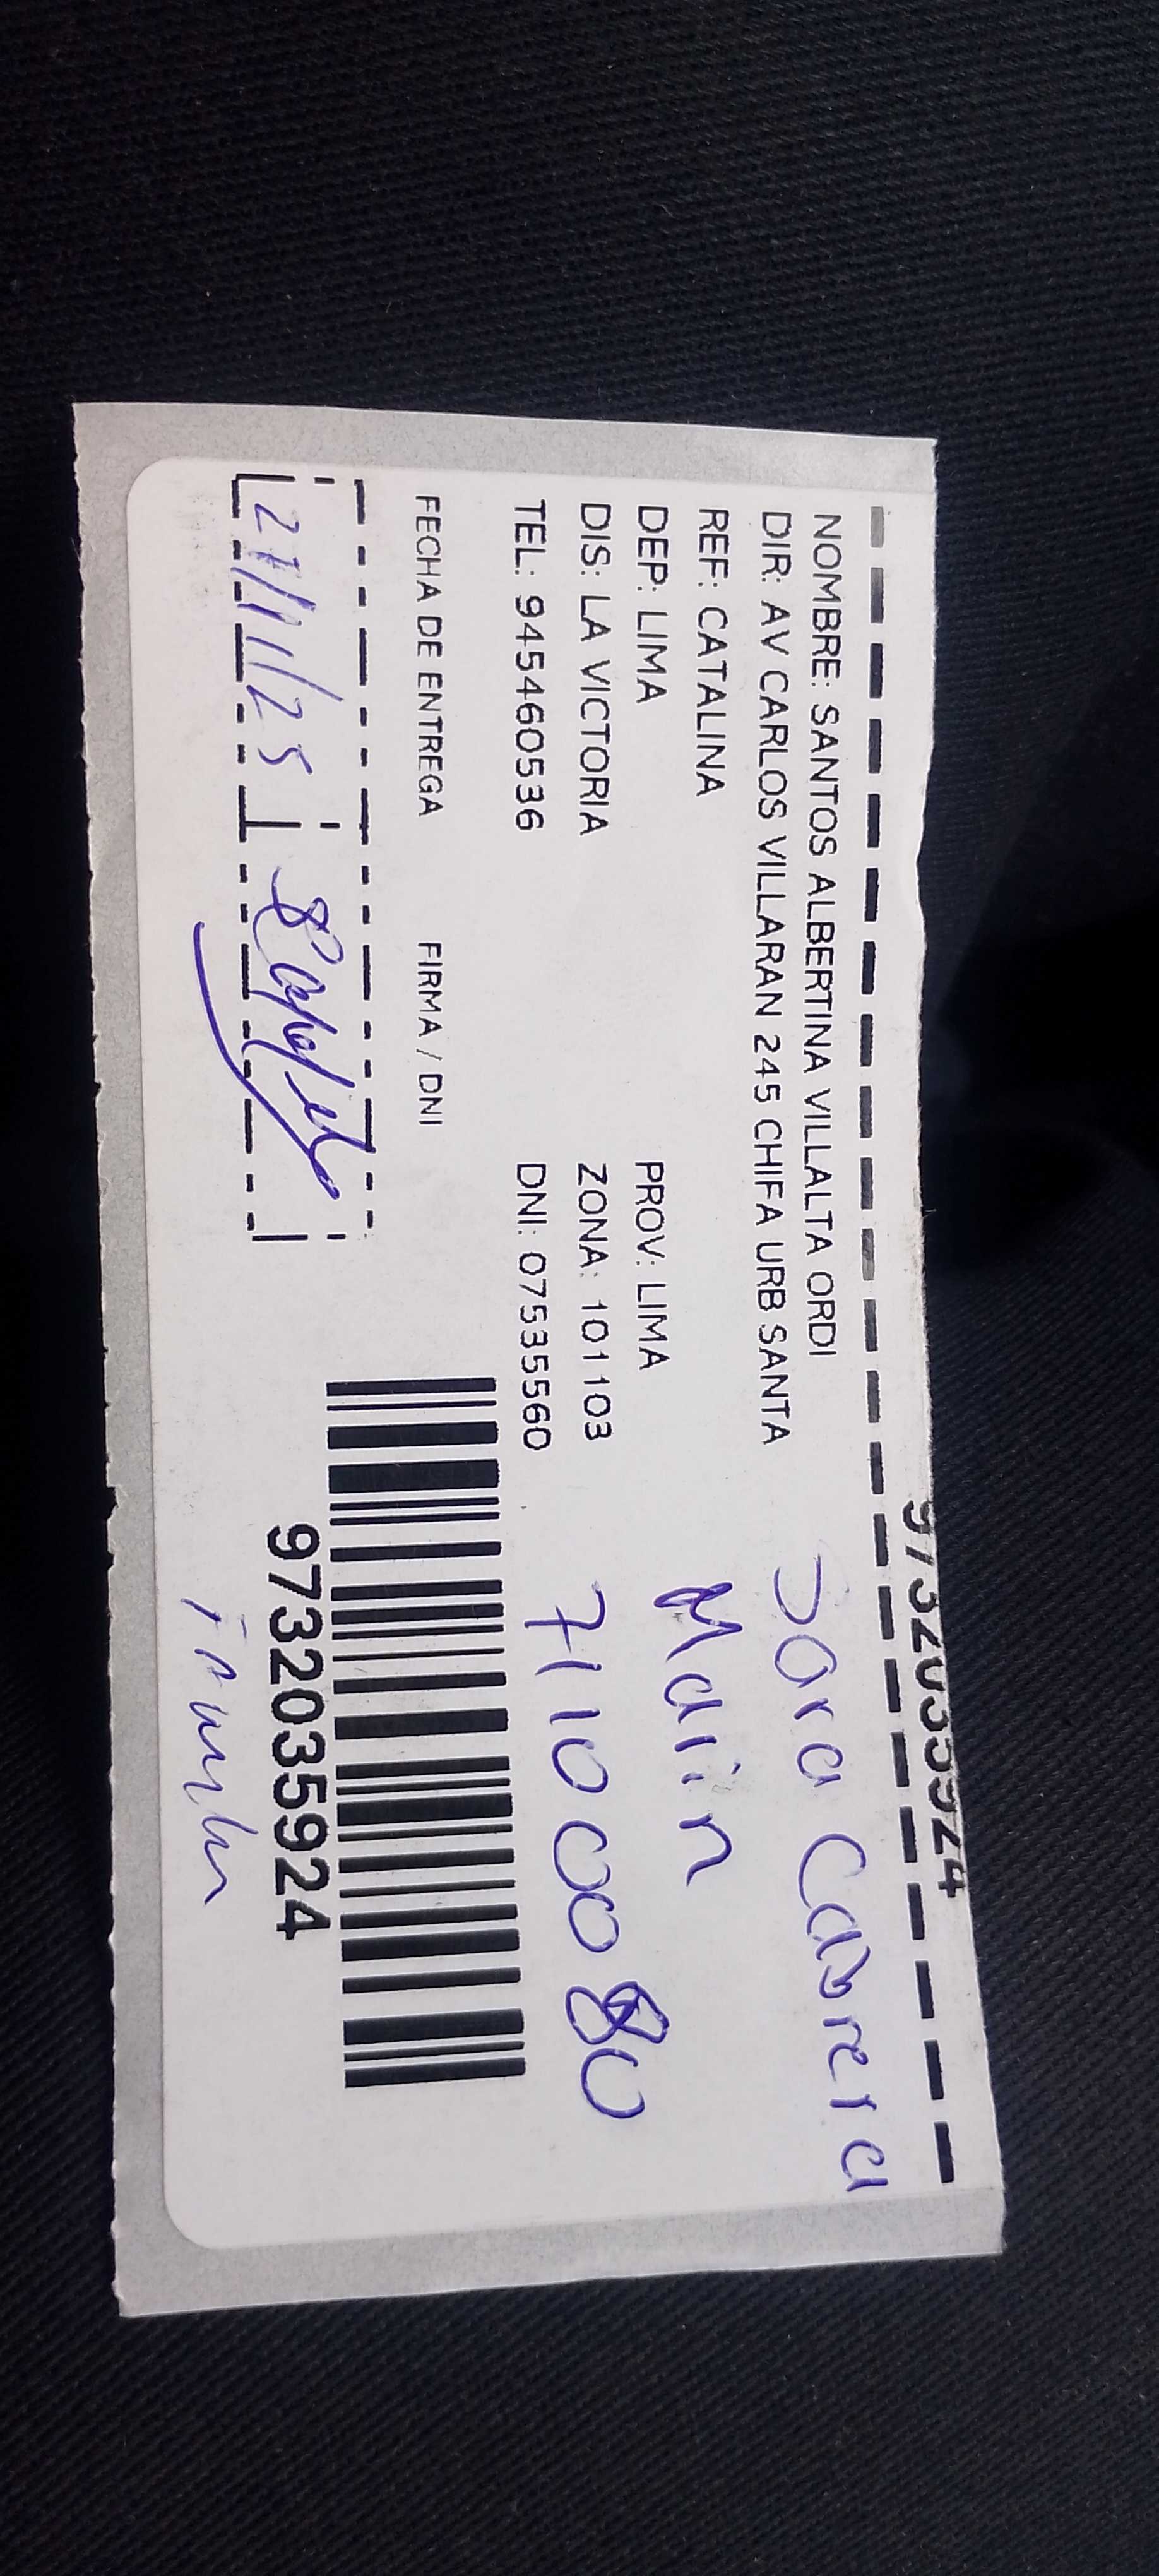 9732035924
NOMBRE: SANTOS ALBERTINA VILLALTA ORDI
DIR: AV CARLOS VILLARAN 245 CHIFA URB SANTA
REF: CATALINA
DEP: LIMA PROV: LIMA
DIS: LA VICTORIA ZONA: 101103
TEL: 945460536 DNI: 07535560
Sara Cabrera
Marin
71100080
FECHA DE ENTREGA FIRMA / DNI
27/11/25
9732035924